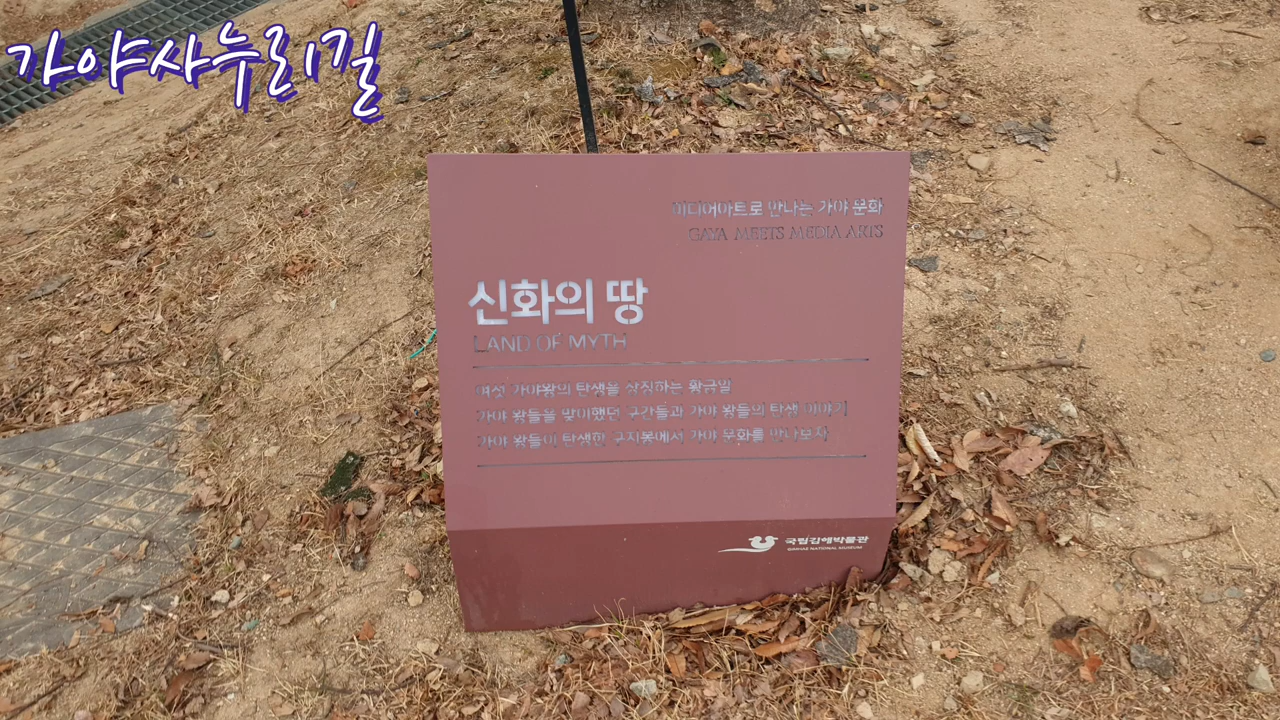 가야사누리길
미디어아트로 만나는 가야 문화
GAYA MEETS MEDIA ARTS
신화의 땅
LAND OF MYTH
여섯 가야왕의 탄생을 상징하는 황금알
가야 왕들을 맞이했던 구간들과 가야 왕들의 탄생 이야기
가야 왕들이 탄생한 구지봉에서 가야 문화를 만나보자
국립김해박물관
GIMHAE NATIONAL MUSEUM